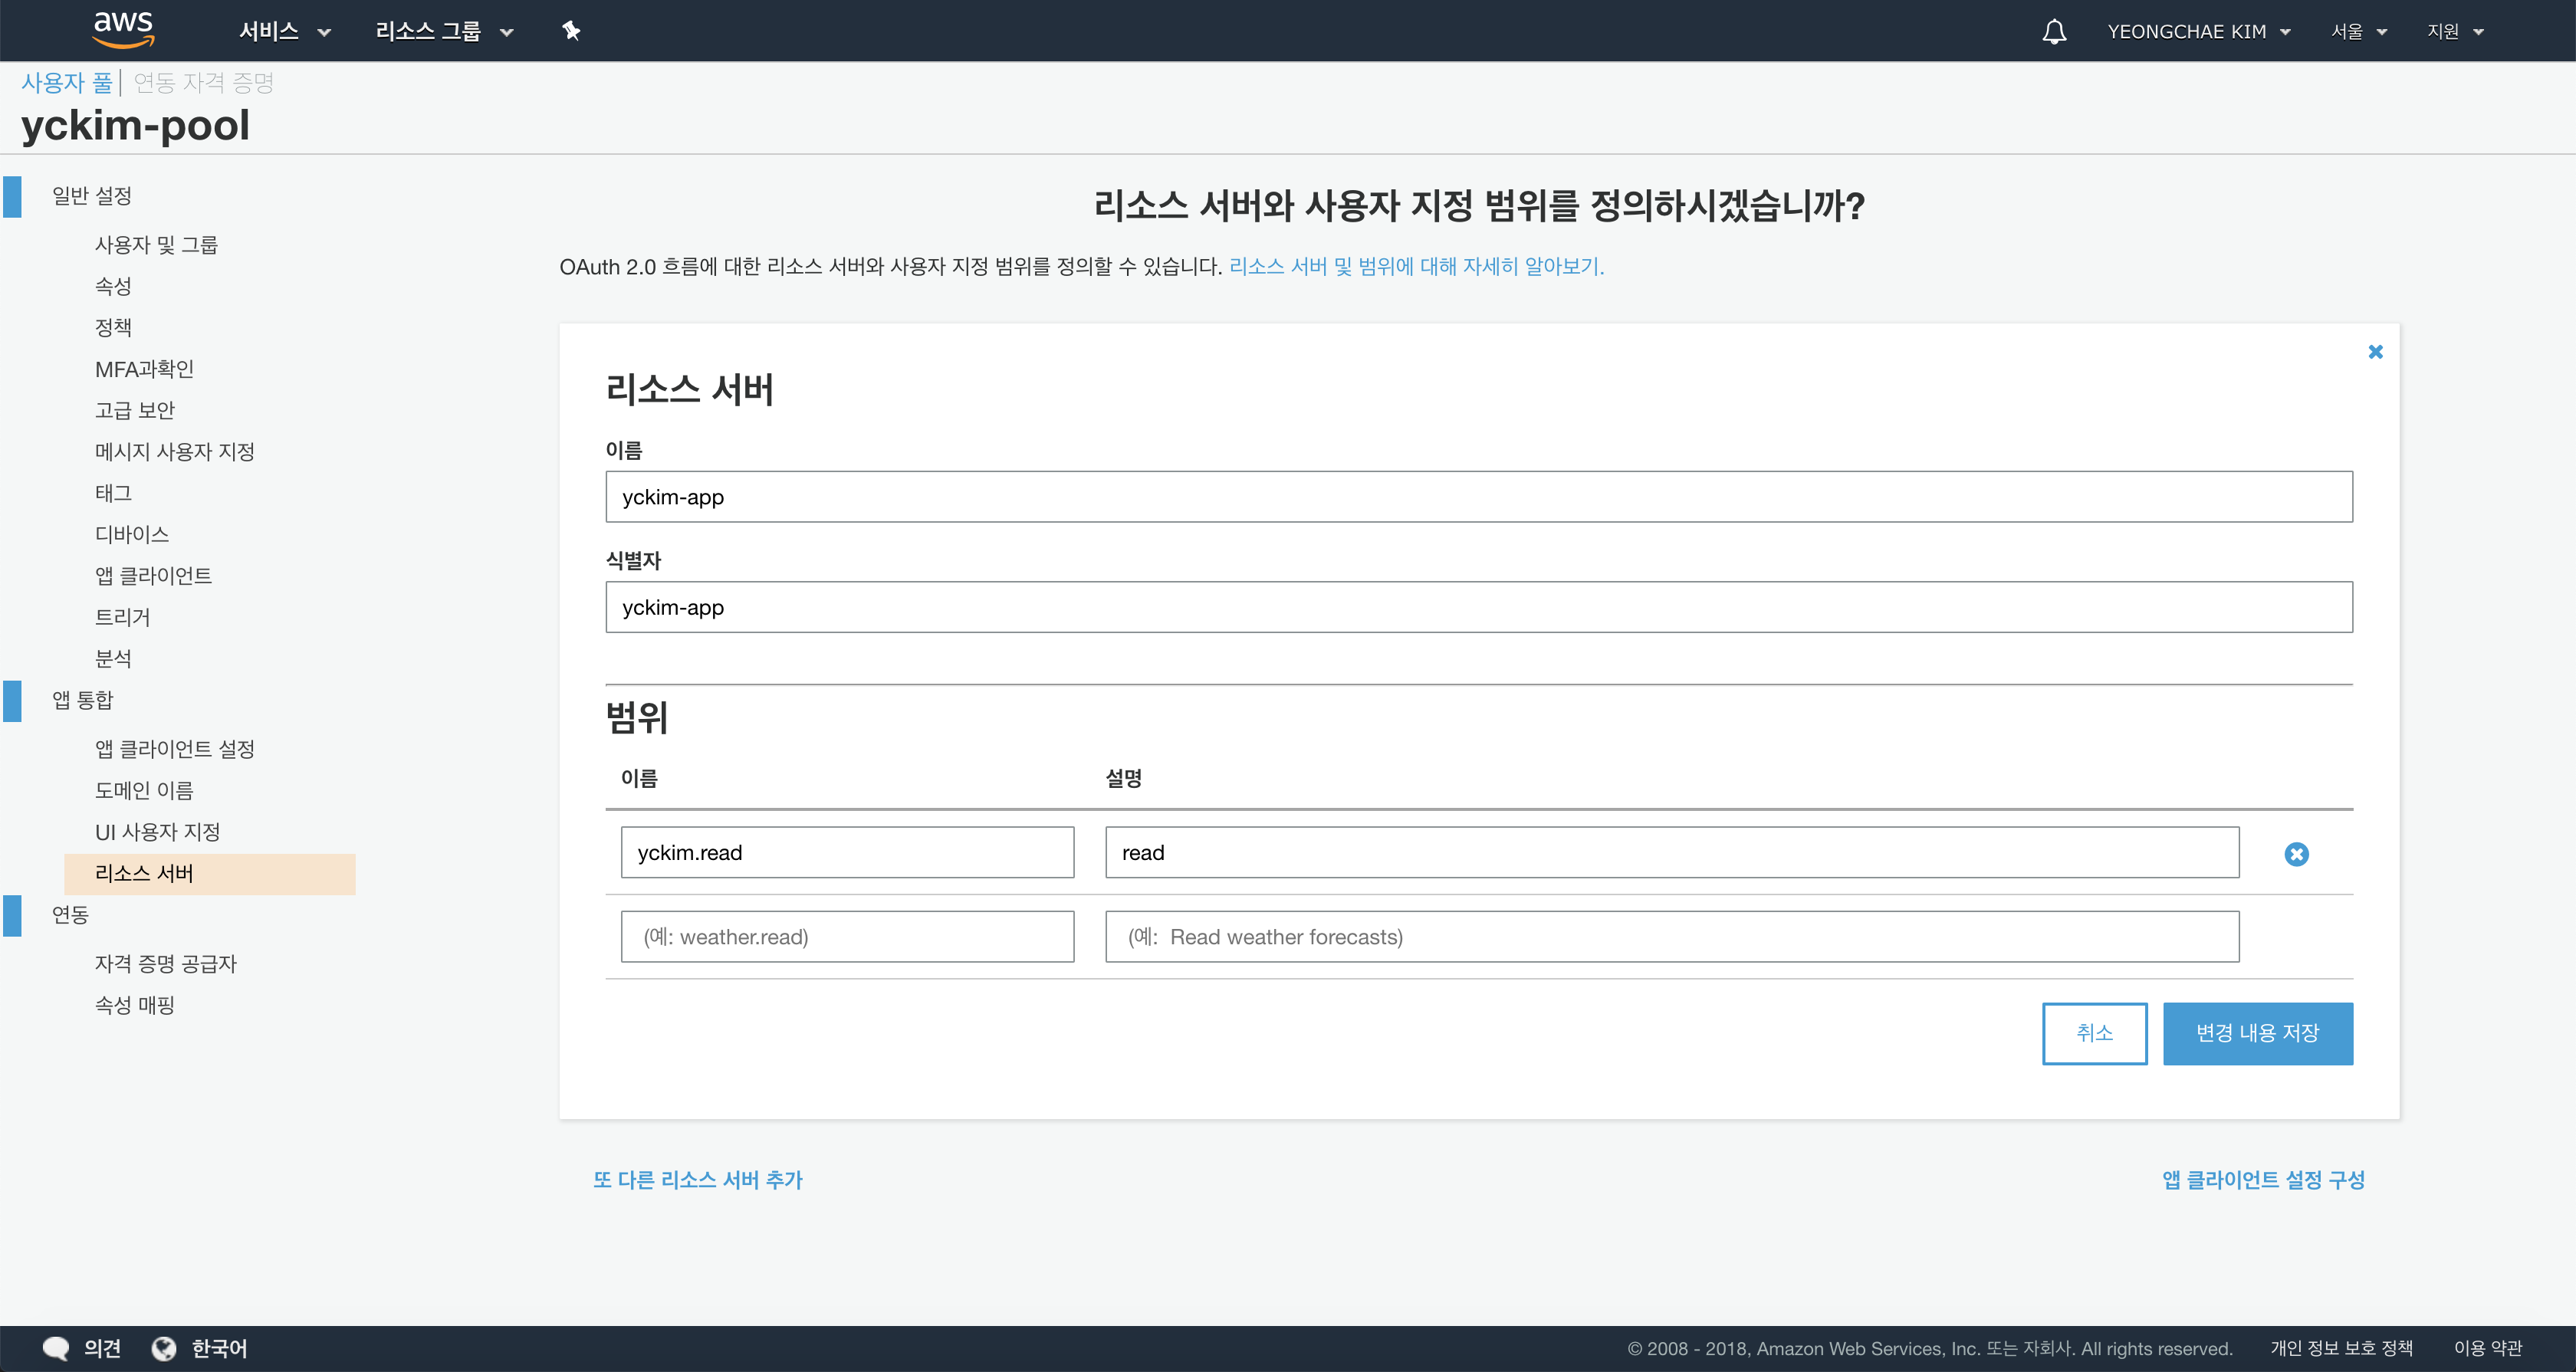 aws 서비스 리소스 그룹 YEONGCHAE KIM 서울 지원
사용자 풀 | 연동 자격 증명
yckim-pool
일반 설정
사용자 및 그룹
속성
정책
MFA과확인
고급 보안
메시지 사용자 지정
태그
디바이스
앱 클라이언트
트리거
분석
앱 통합
앱 클라이언트 설정
도메인 이름
UI 사용자 지정
리소스 서버
연동
자격 증명 공급자
속성 매핑
리소스 서버와 사용자 지정 범위를 정의하시겠습니까?
OAuth 2.0 흐름에 대한 리소스 서버와 사용자 지정 범위를 정의할 수 있습니다. 리소스 서버 및 범위에 대해 자세히 알아보기.
리소스 서버
이름
yckim-app
식별자
yckim-app
범위
이름 설명
yckim.read read
(예: weather.read) (예: Read weather forecasts)
취소 변경 내용 저장
또 다른 리소스 서버 추가 앱 클라이언트 설정 구성
의견 한국어 © 2008 - 2018, Amazon Web Services, Inc. 또는 자회사. All rights reserved. 개인 정보 보호 정책 이용 약관